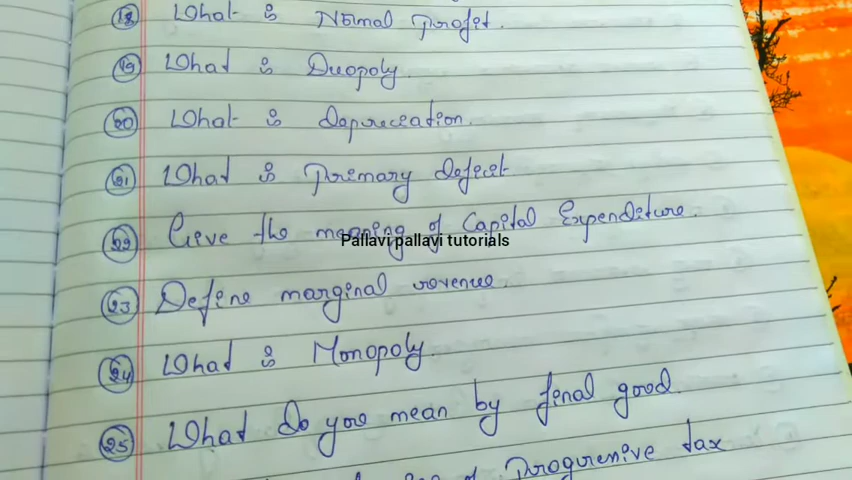 18 What is Normal profit.
19 What is Duopoly.
20 What is depreciation.
21 What is Primary deficit
22 Give the meaning of Capital Expenditure.
Pallavi pallavi tutorials
23 Define marginal revenue.
24 What is Monopoly.
25 What do you mean by final good.
of Progressive tax